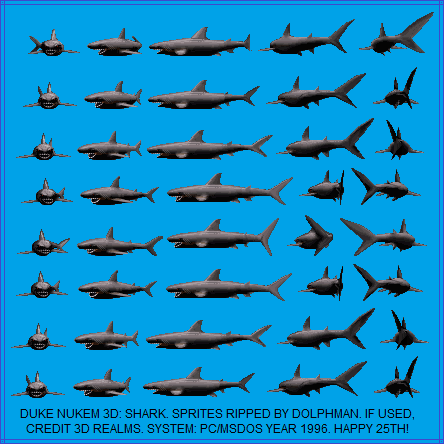 DUKE NUKEM 3D: SHARK. SPRITES RIPPED BY DOLPHMAN. IF USED,
CREDIT 3D REALMS. SYSTEM: PC/MSDOS YEAR 1996. HAPPY 25TH!